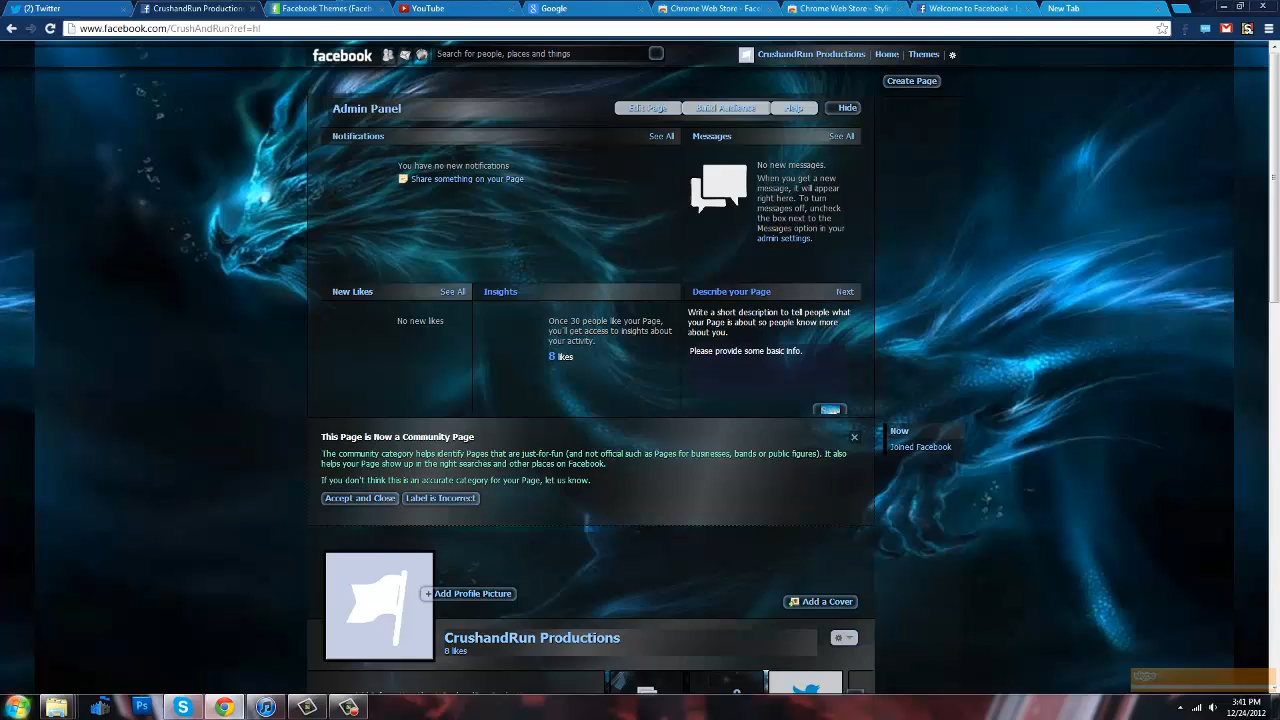 (7) Twitter
CrushandRun Production
Facebook Themes (Faceb
YouTube
Google
Chrome Web Store - Face
Chrome Web Store - Styli
Welcome to Facebook - L
New Tab
www.facebook.com/CrushAndRun?ref=hl
facebook
Search for people, places and things
CrushandRun Productions
Home
Themes
Create Page
Admin Panel
Edit Page
Build Audience
Help
Hide
Notifications
See All
Messages
See All
You have no new notifications
Share something on your Page
No new messages.
When you get a new
message, it will appear
right here. To turn
messages off, uncheck
the box next to the
Messages option in your
admin settings.
New Likes
See All
Insights
Describe your Page
Next
No new likes
Once 30 people like your Page,
you'll get access to insights about
your activity.
8 likes
Write a short description to tell people what
your Page is about so people know more
about you.
Please provide some basic info.
This Page is Now a Community Page
The community category helps identify Pages that are just-for-fun (and not official such as Pages for businesses, bands or public figures). It also
helps your Page show up in the right searches and other places on Facebook.
If you don't think this is an accurate category for your Page, let us know.
Accept and Close
Label is Incorrect
Now
Joined Facebook
+ Add Profile Picture
Add a Cover
CrushandRun Productions
8 likes
3:41 PM
12/24/2012